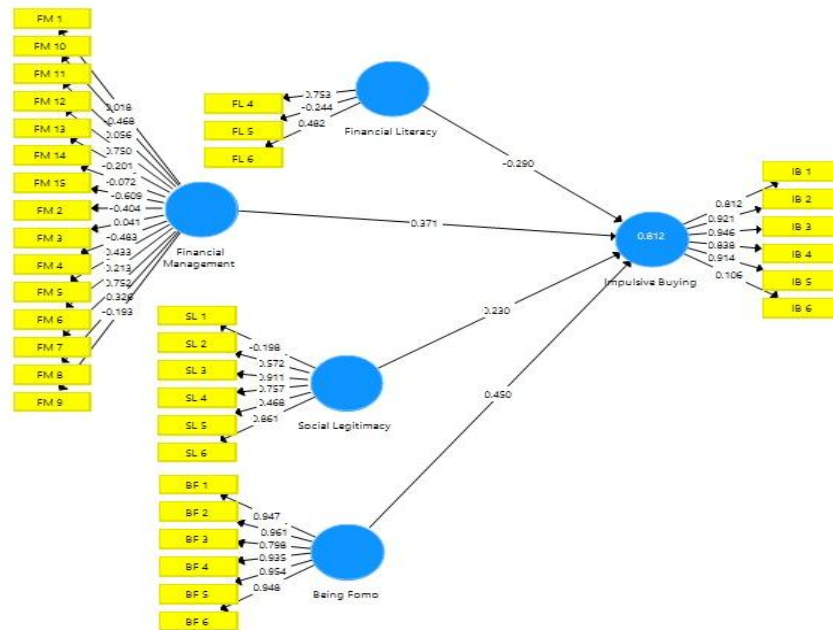 FM 1
FM 10
FM 11
FM 12
FM 13
FM 14
FM 15
FM 2
FM 3
FM 4
FM 5
FM 6
FM 7
FM 8
FM 9
0.018
-0.468
0.056
0.750
-0.201
-0.072
-0.609
-0.404
0.041
-0.483
0.433
0.213
0.752
0.326
-0.193
Financial
Management
FL 4
FL 5
FL 6
0.753
-0.244
0.482
Financial Literacy
-0.290
0.371
SL 1
SL 2
SL 3
SL 4
SL 5
SL 6
-0.198
0.572
0.911
0.757
0.468
0.861
Social Legitimacy
0.230
BF 1
BF 2
BF 3
BF 4
BF 5
BF 6
0.947
0.961
0.798
0.935
0.954
0.948
Being Fomo
0.450
0.812
Impulsive Buying
0.812
0.921
0.946
0.838
0.914
0.106
IB 1
IB 2
IB 3
IB 4
IB 5
IB 6